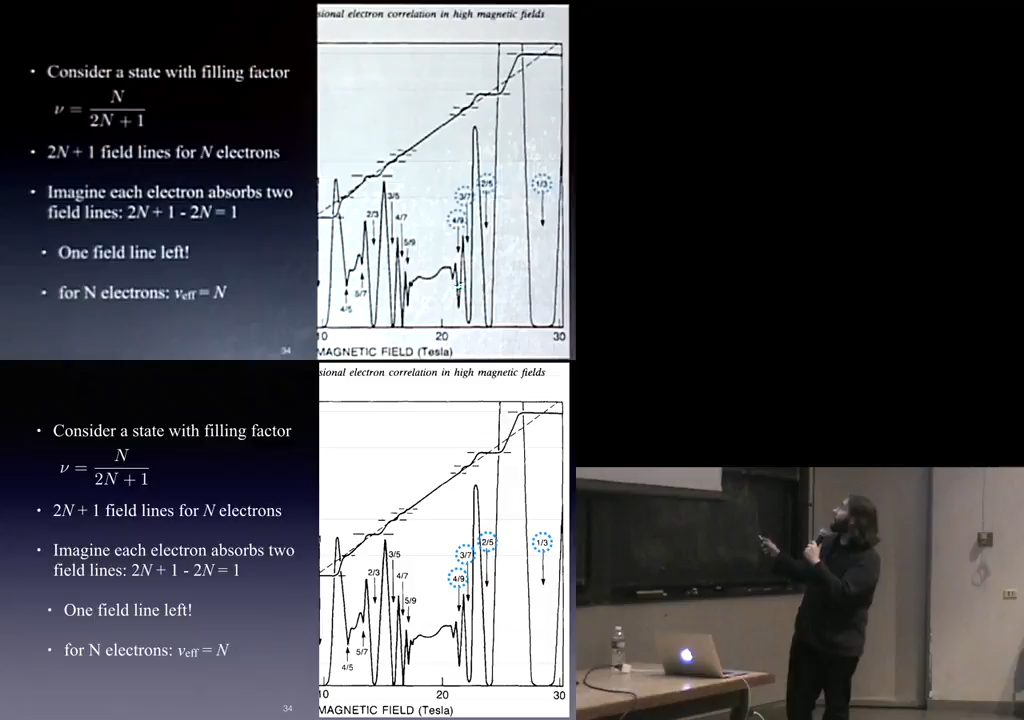 sional electron correlation in high magnetic fields
• Consider a state with filling factor
ν = N / 2N + 1
• 2N + 1 field lines for N electrons
• Imagine each electron absorbs two
field lines: 2N + 1 - 2N = 1
• One field line left!
• for N electrons: νeff = N
2/3
3/5
4/7
5/9
4/5
5/7
4/9
3/7
2/5
1/3
10 20 30
MAGNETIC FIELD (Tesla)
34
sional electron correlation in high magnetic fields
• Consider a state with filling factor
ν = N / 2N + 1
• 2N + 1 field lines for N electrons
• Imagine each electron absorbs two
field lines: 2N + 1 - 2N = 1
• One field line left!
• for N electrons: νeff = N
2/3
3/5
4/7
5/9
4/5
5/7
4/9
3/7
2/5
1/3
10 20 30
MAGNETIC FIELD (Tesla)
34